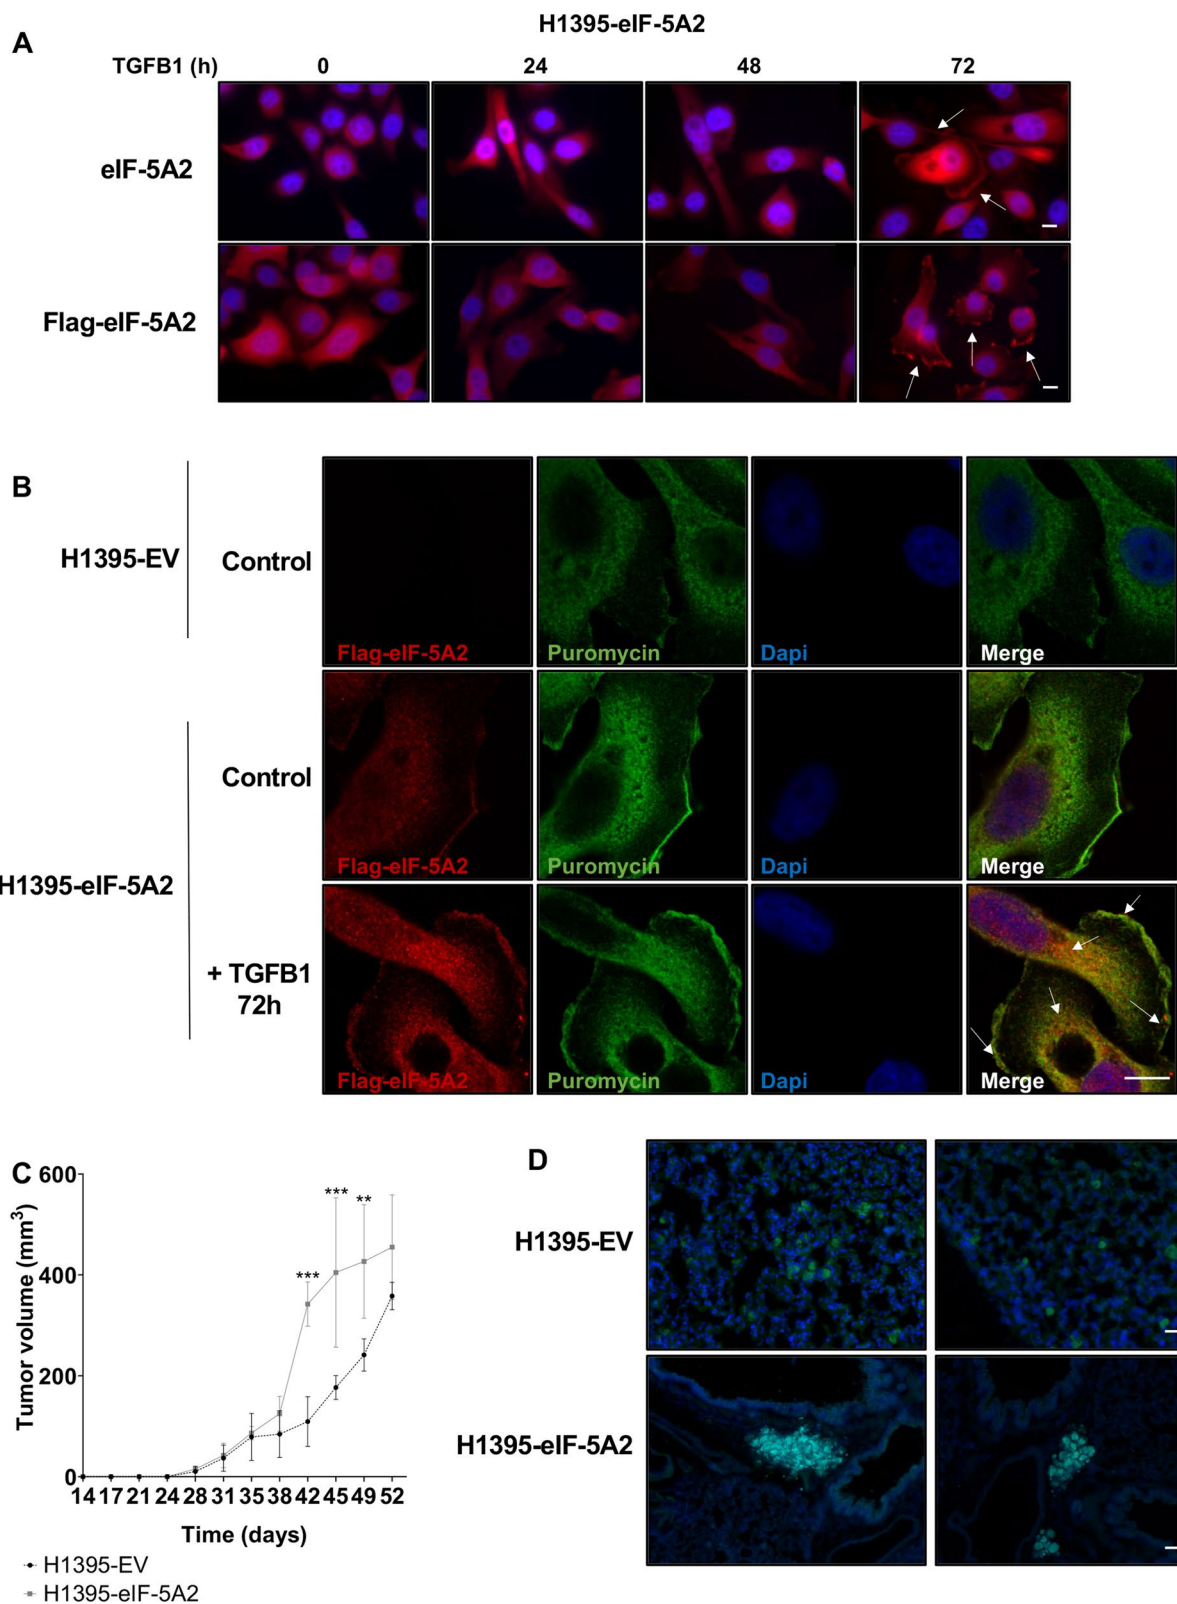 H1395-eIF-5A2
A
TGFB1 (h) 0 24 48 72
eIF-5A2
Flag-eIF-5A2
B
H1395-EV
Control
Flag-eIF-5A2 Puromycin Dapi Merge
H1395-eIF-5A2
Control
Flag-eIF-5A2 Puromycin Dapi Merge
+ TGFB1
72h
Flag-eIF-5A2 Puromycin Dapi Merge
C
Tumor volume (mm³)
600
400
200
0
*** *** **
14 17 21 24 28 31 35 38 42 45 49 52
Time (days)
H1395-EV
H1395-eIF-5A2
D
H1395-EV
H1395-eIF-5A2